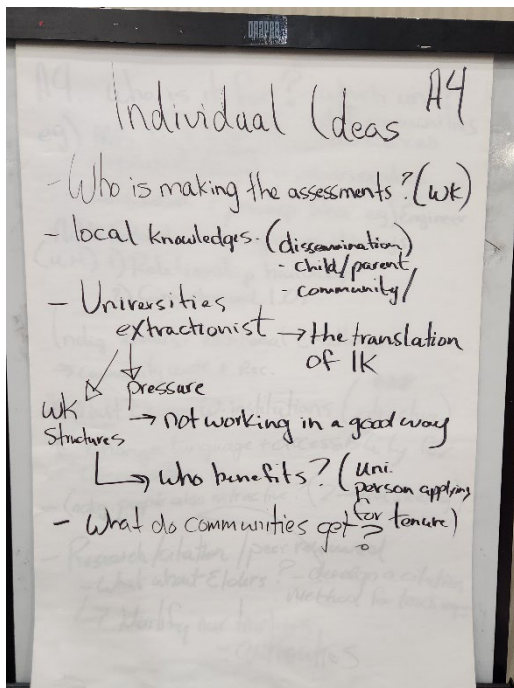 DRAPER
A4
Individual Ideas
- Who is making the assessments? (WK)
- local knowledges. (dissemination)
- child/parent
- community/
- Universities
extractionist → the translation
of IK
pressure
WK
Structures
→ not working in a good way
→ who benefits? (uni.
person applying
for tenure)
- What do communities get?